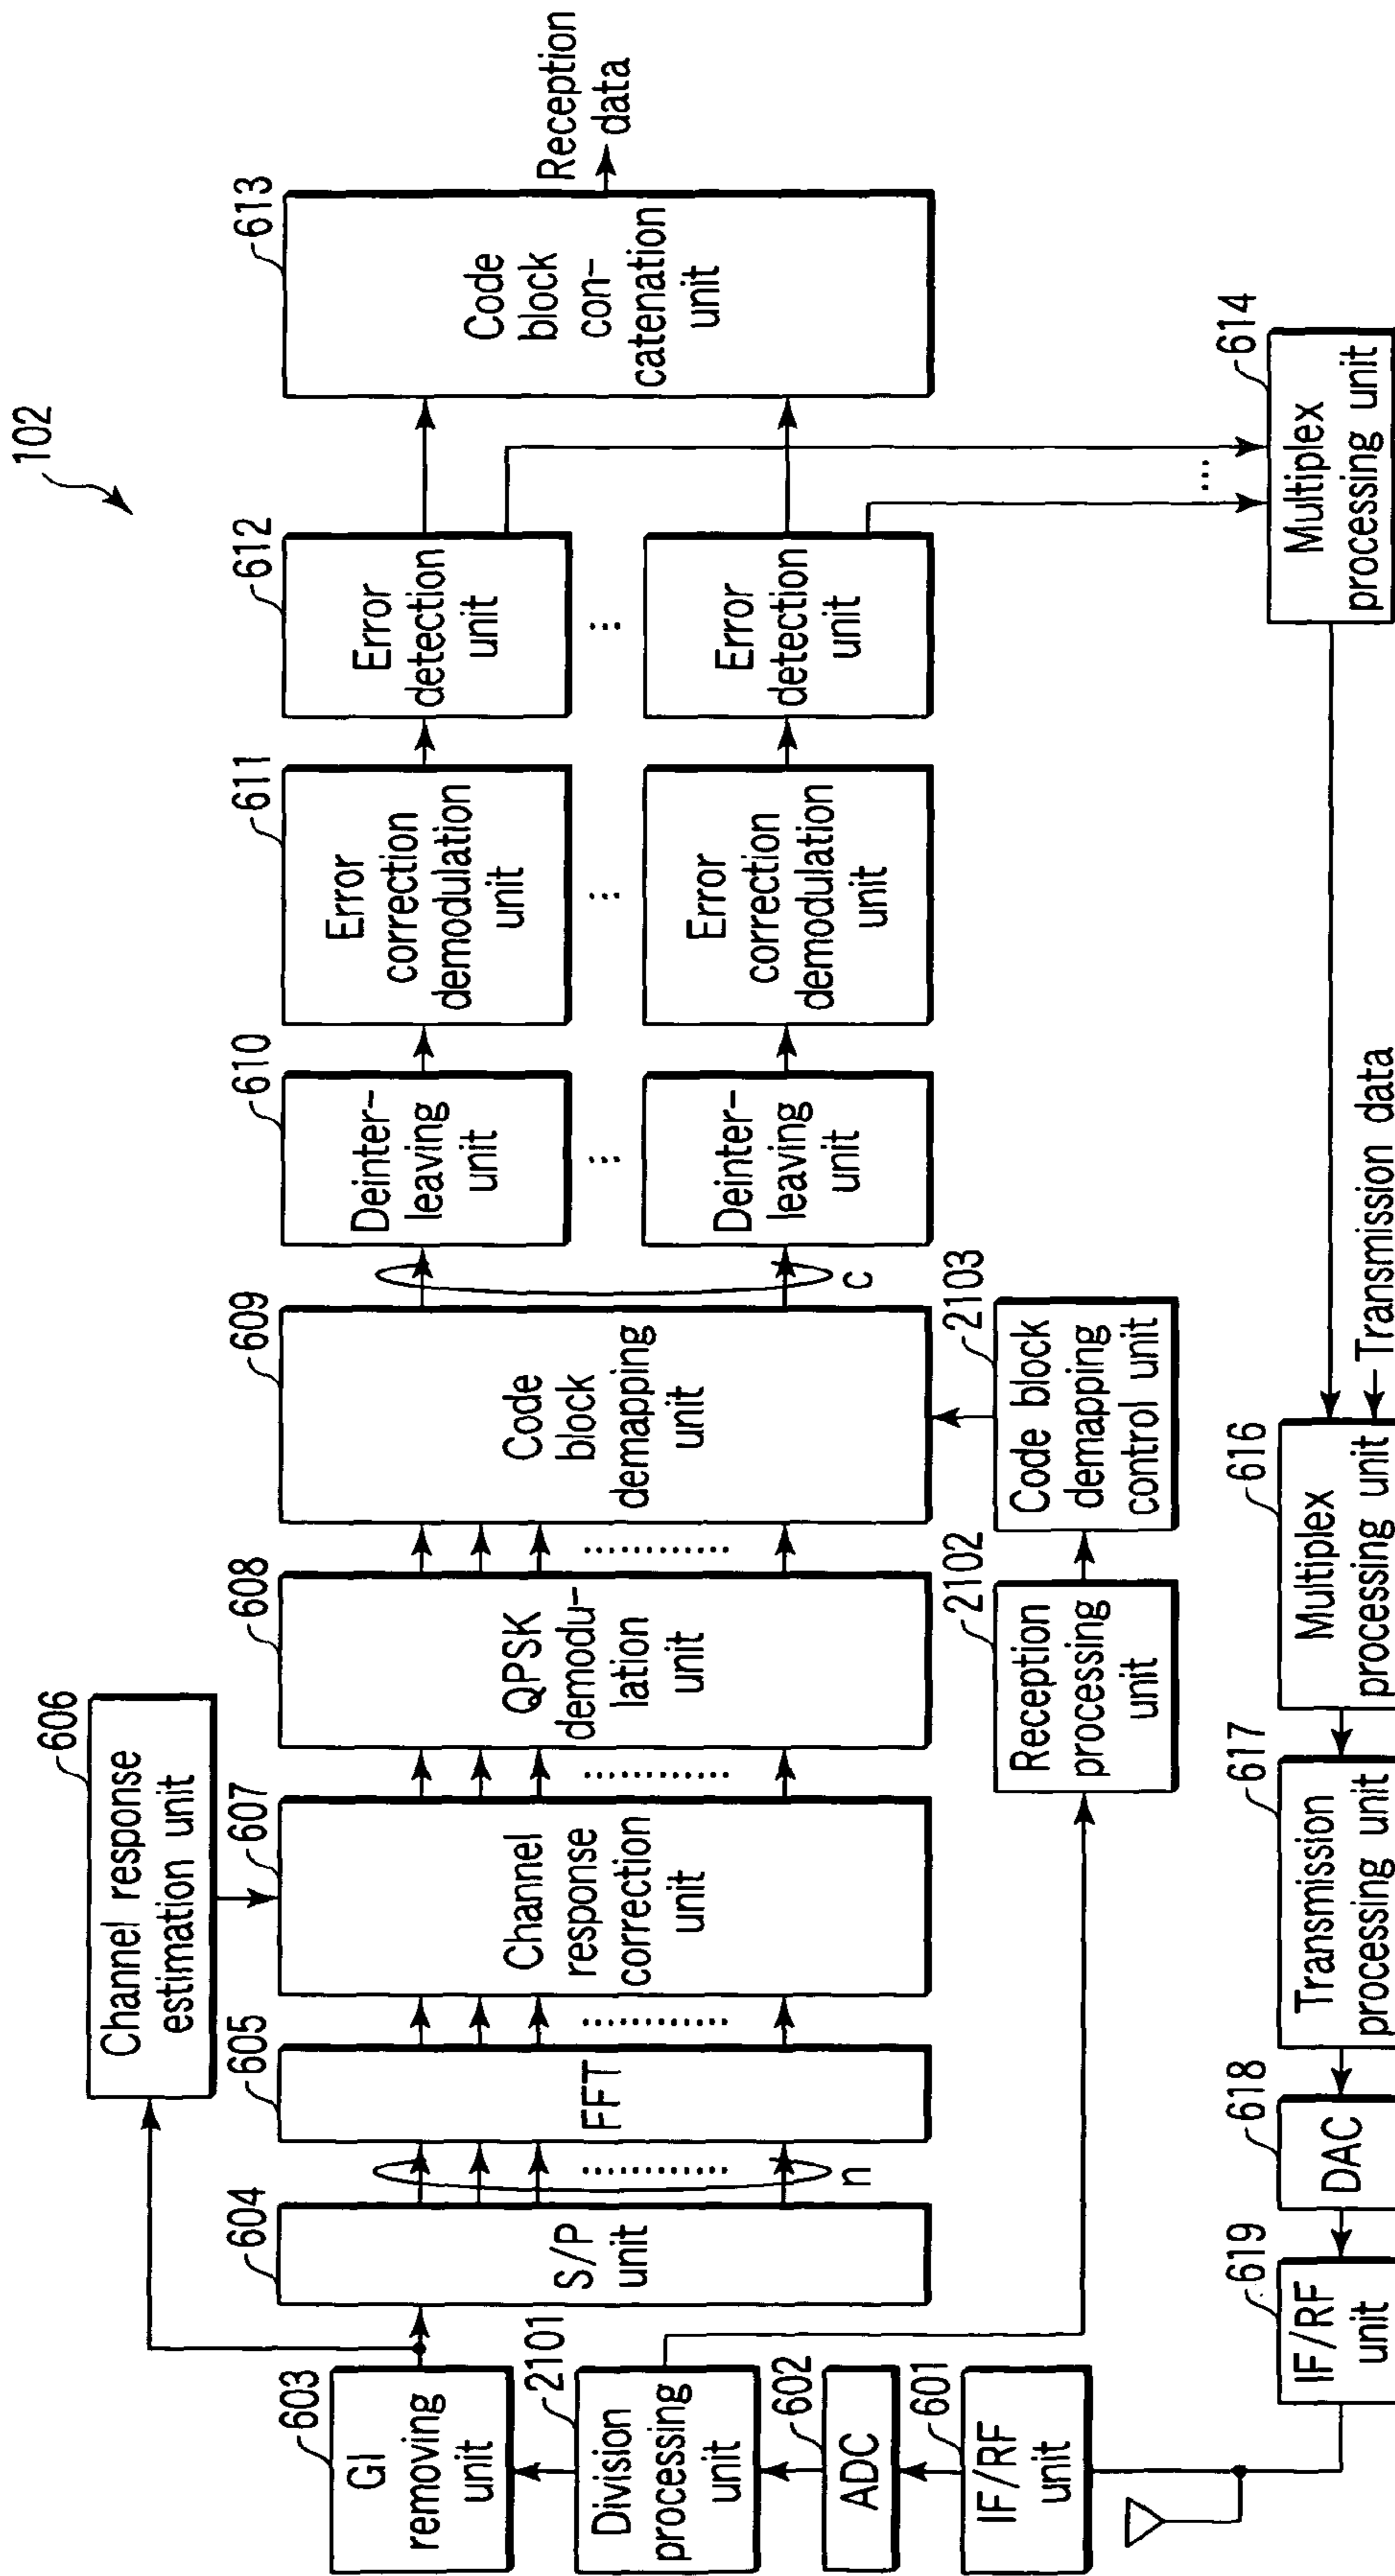 102
606
Channel response
estimation unit
603
GI
removing
unit
604
S/P
unit
n
605
FFT
607
Channel
response
correction
unit
608
QPSK
demodu-
lation
unit
609
Code
block
demapping
unit
c
610
Deinter-
leaving
unit
611
Error
correction
demodulation
unit
612
Error
detection
unit
613
Code
block
con-
catenation
unit
Reception
data
Deinter-
leaving
unit
Error
correction
demodulation
unit
Error
detection
unit
2101
Division
processing
unit
602
ADC
601
IF/RF
unit
2102
Reception
processing
unit
2103
Code block
demapping
control unit
619
IF/RF
unit
618
DAC
617
Transmission
processing unit
616
Multiplex
processing unit
Transmission data
614
Multiplex
processing unit